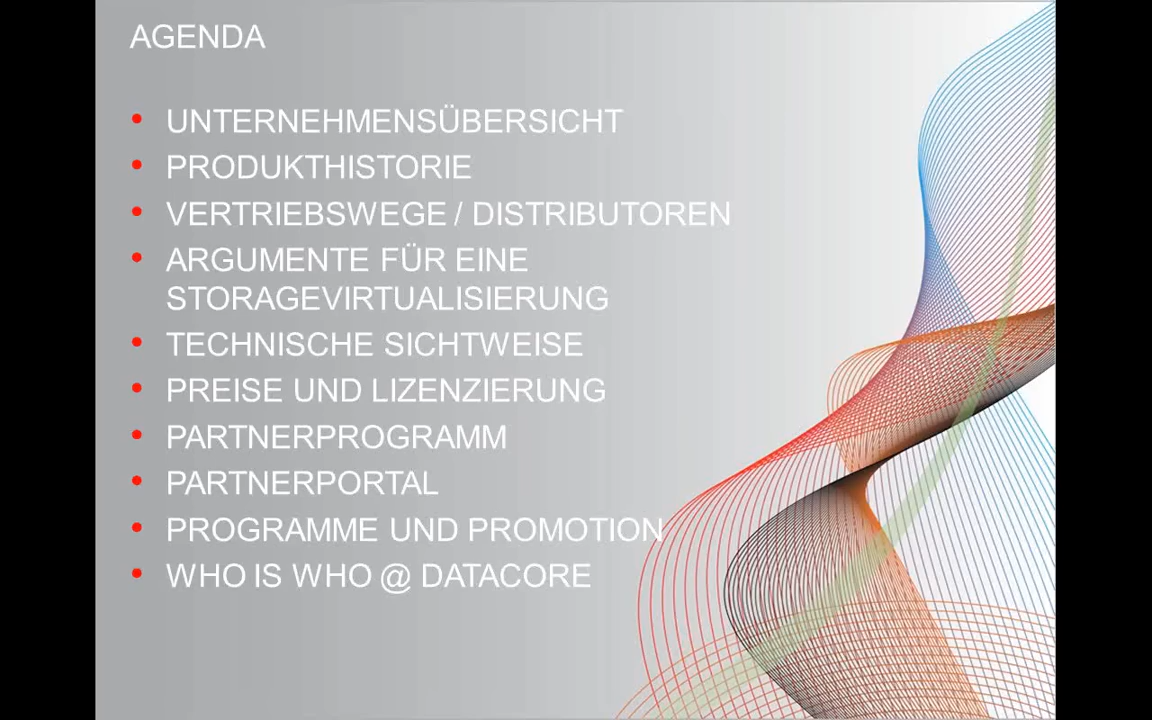 AGENDA
• UNTERNEHMENSÜBERSICHT
• PRODUKTHISTORIE
• VERTRIEBSWEGE / DISTRIBUTOREN
• ARGUMENTE FÜR EINE
STORAGEVIRTUALISIERUNG
• TECHNISCHE SICHTWEISE
• PREISE UND LIZENZIERUNG
• PARTNERPROGRAMM
• PARTNERPORTAL
• PROGRAMME UND PROMOTION
• WHO IS WHO @ DATACORE